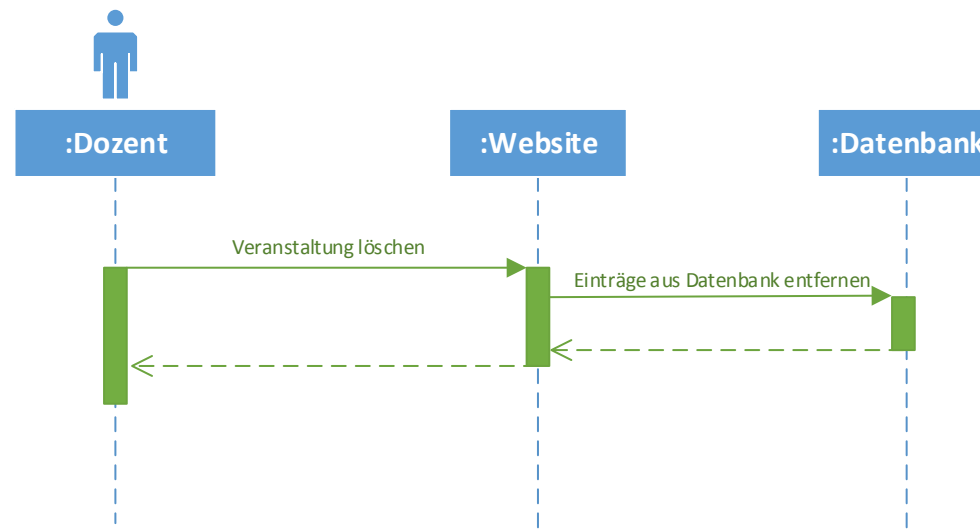 :Dozent
:Website
:Datenbank
Veranstaltung löschen
Einträge aus Datenbank entfernen